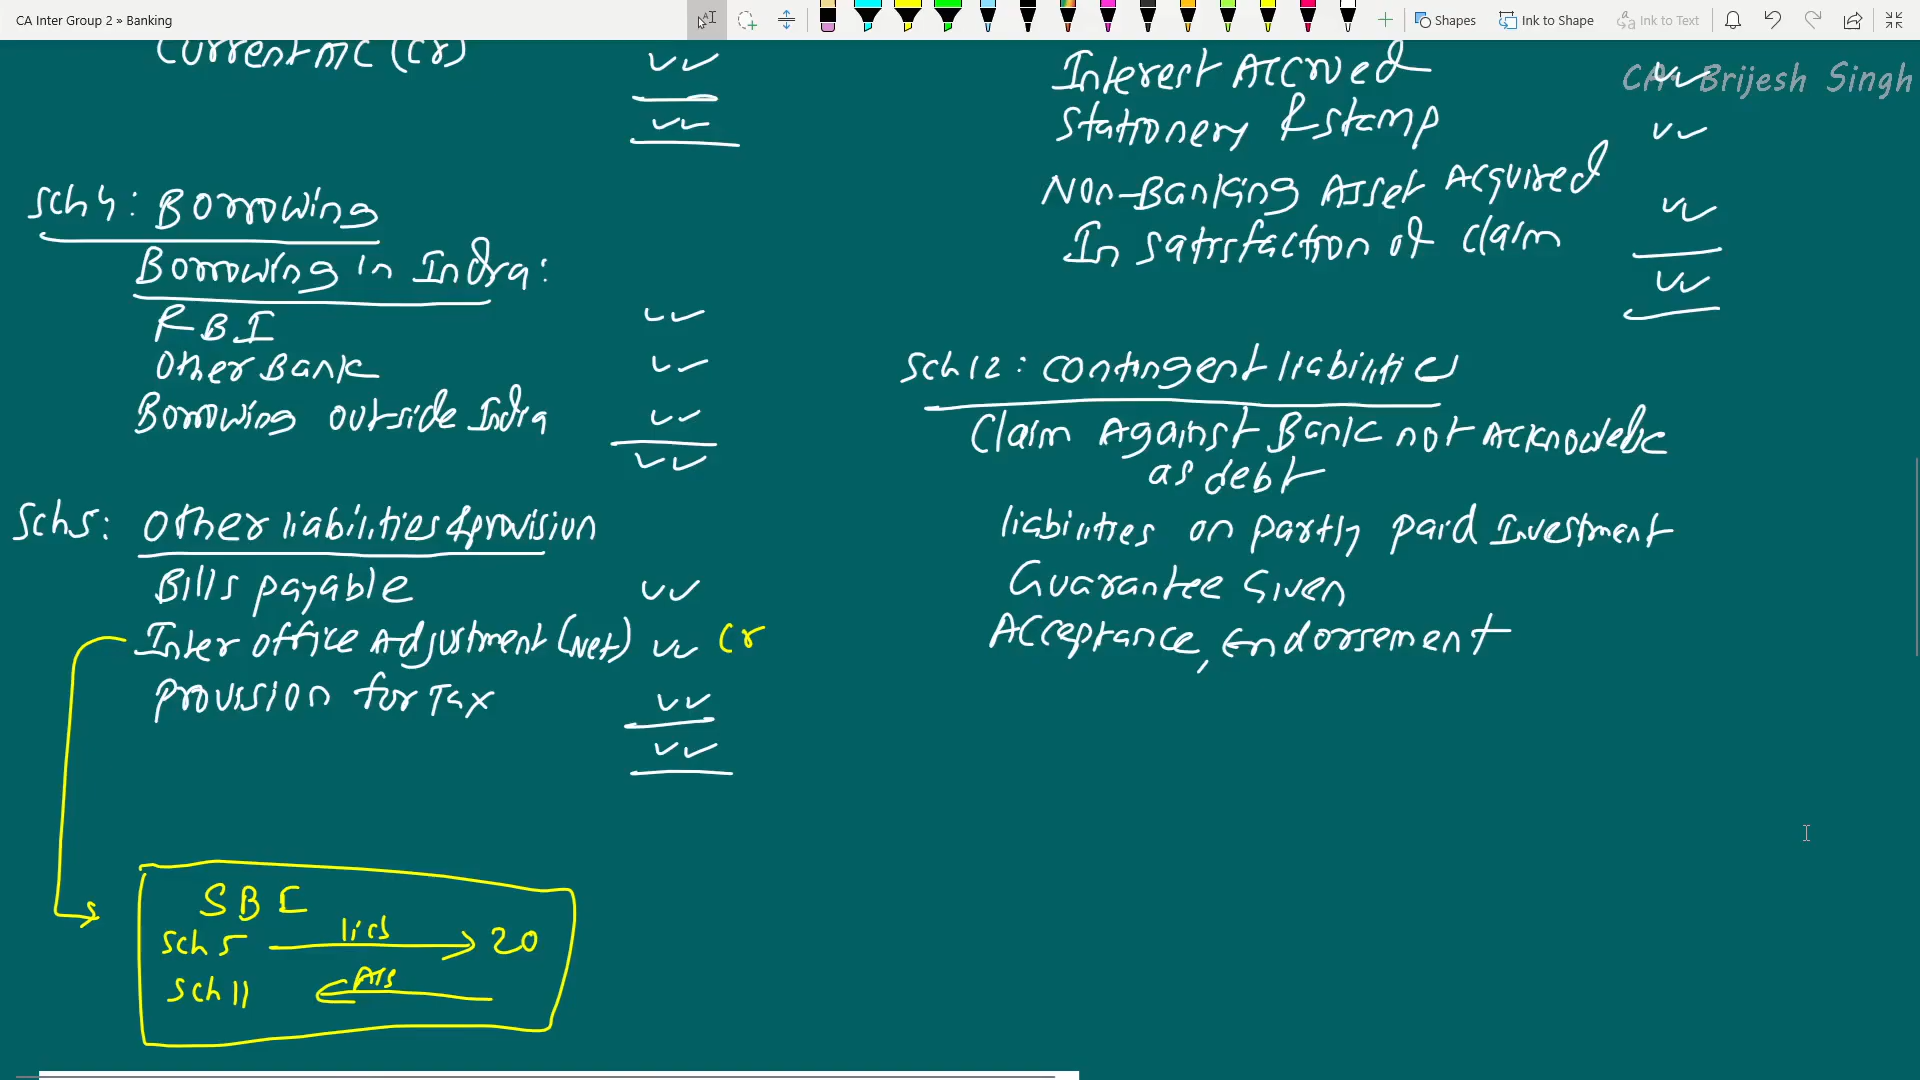 CA Inter Group 2 » Banking
Shapes
Ink to Shape
Ink to Text
CA. Brijesh Singh
Current A/C (Cr)
Sch 4: Borrowing
Borrowing in India:
RBI
Other Bank
Borrowing outside India
Sch 5: Other liabilities & provision
Bills payable
Inter office Adjustment (Net) Cr
provision for Tax
SBI
Sch 5 20
Sch 11
Interest Accrued
Stationery & stamp
Non-Banking Asset Acquired
In satisfaction of claim
Sch 12: Contingent liabilities
Claim Against Bank not
as debt
liabilities on partly paid Investment
Guarantee Given
Acceptance, Endorsement